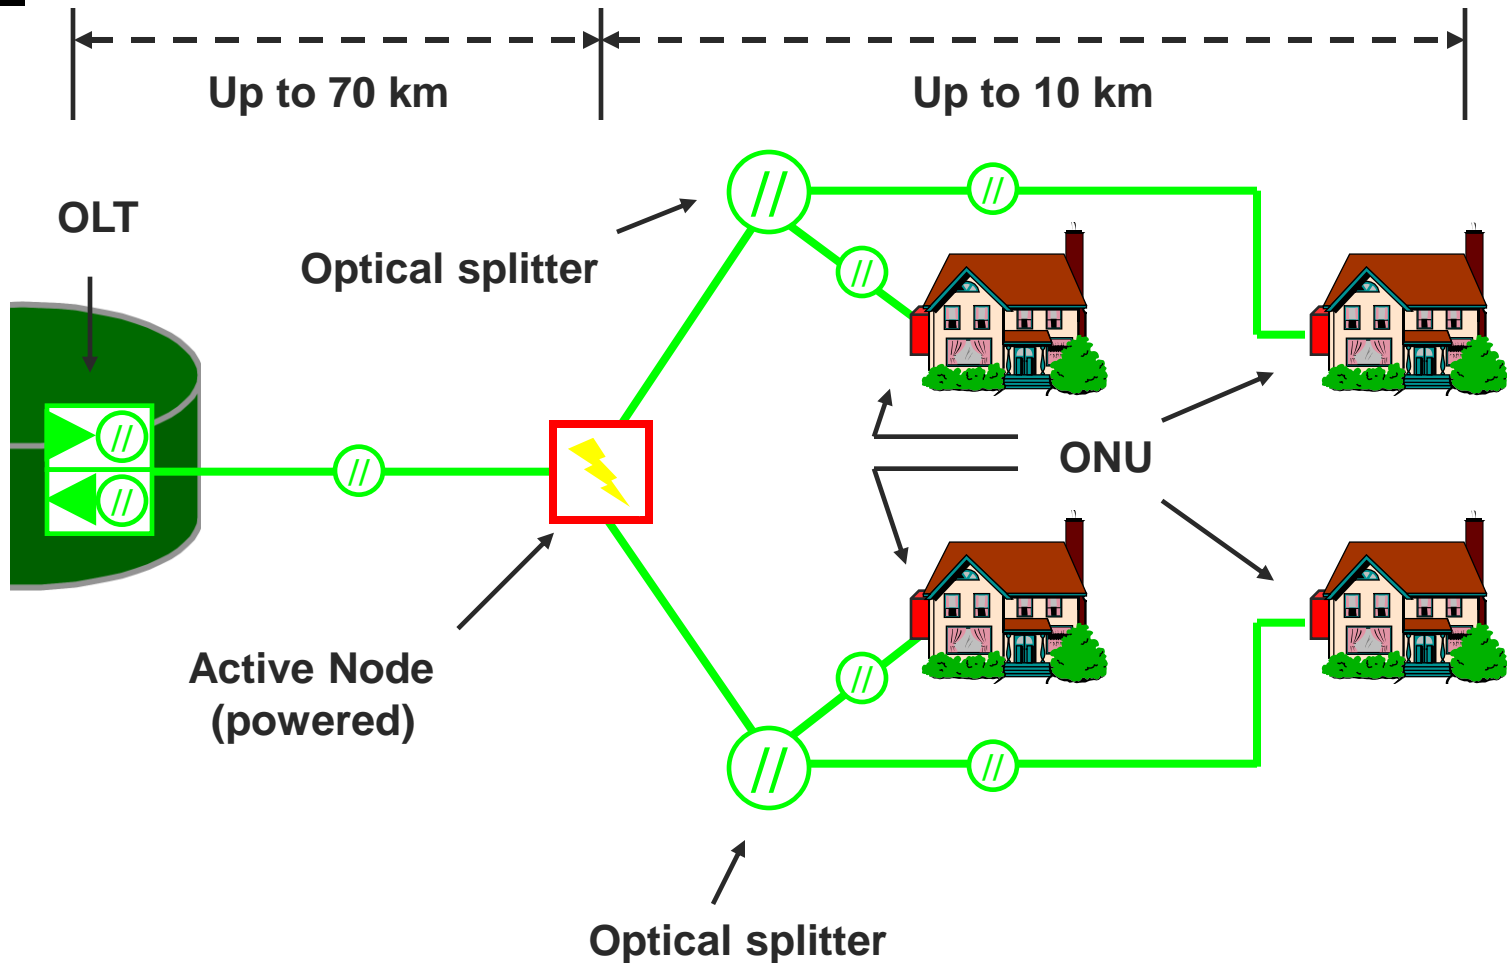 Up to 70 km
Up to 10 km
OLT
Optical splitter
ONU
Active Node
(powered)
Optical splitter